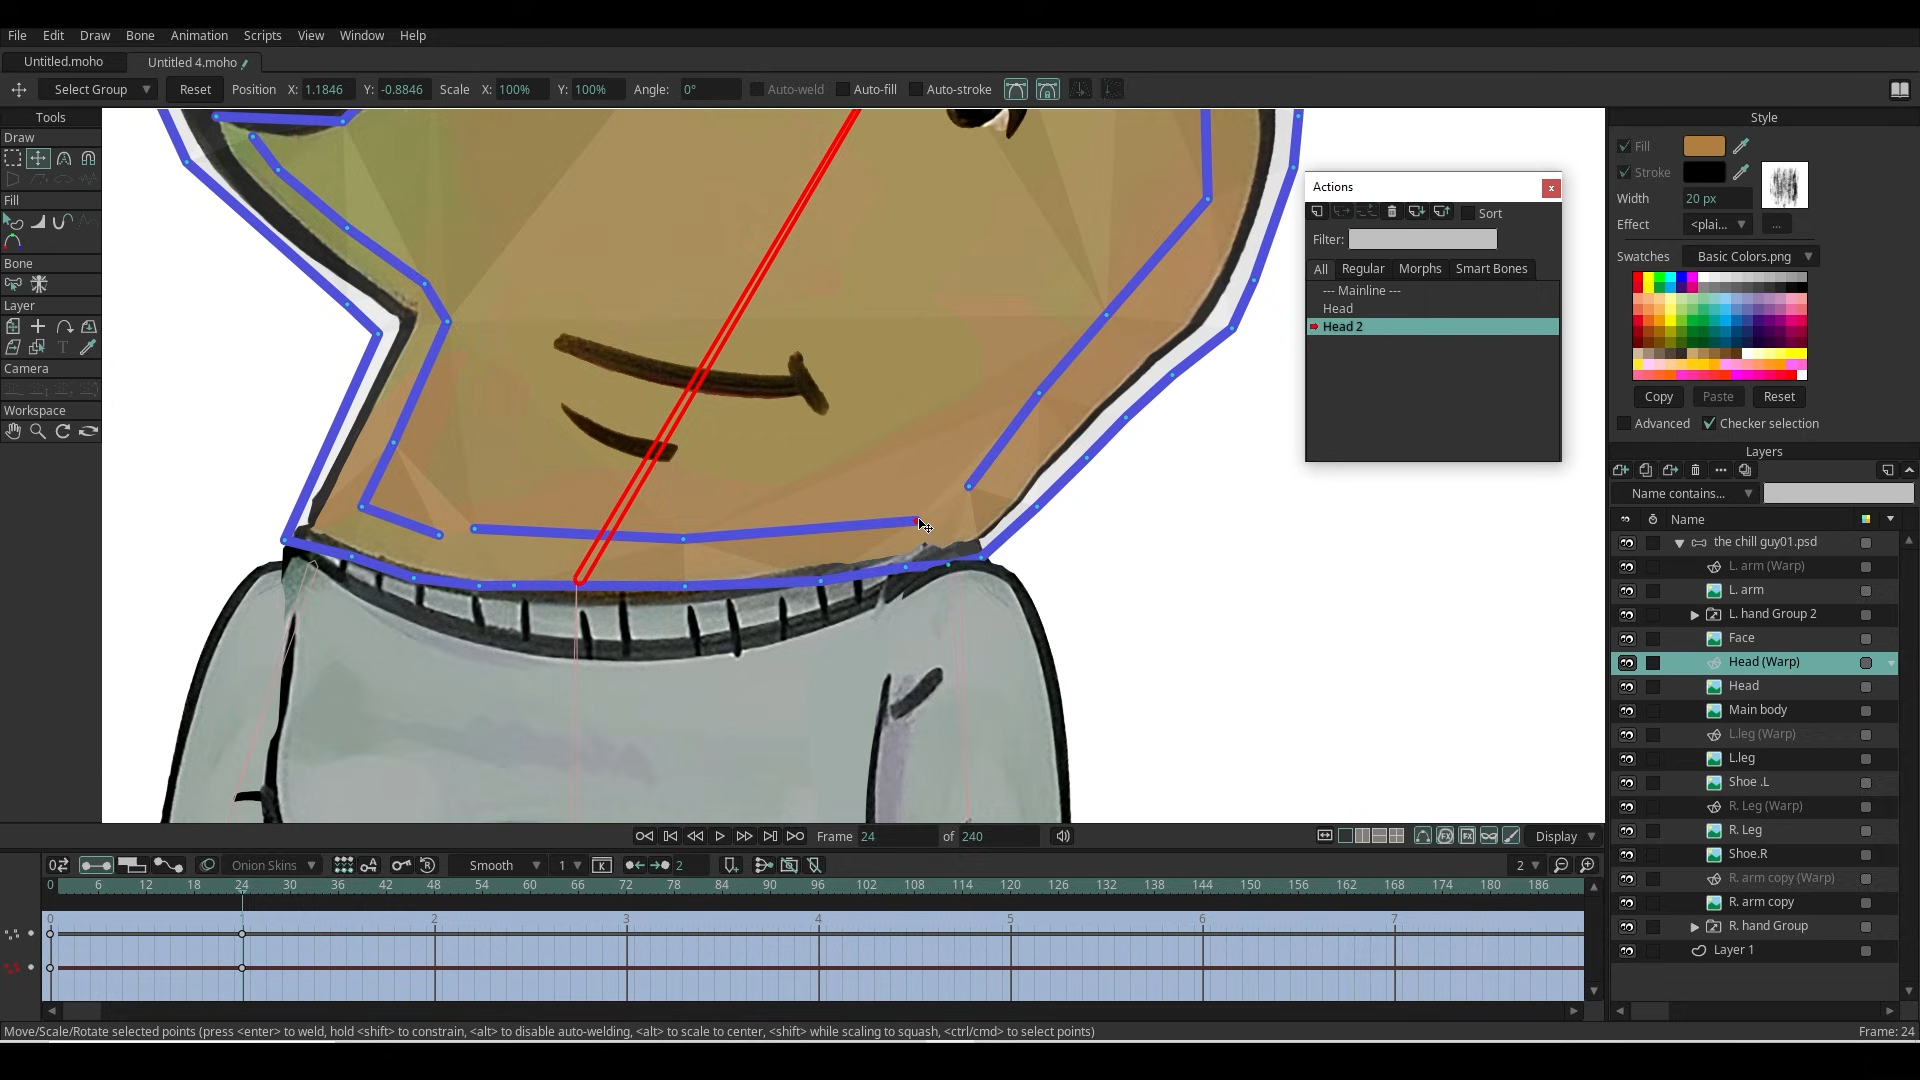 File Edit Draw Bone Animation Scripts View Window Help
Untitled.moho Untitled 4.moho
Select Group Reset Position X: 1.1846 Y: -0.8846 Scale X: 100% Y: 100% Angle: 0° Auto-weld Auto-fill Auto-stroke
Tools
Draw
Fill
Bone
Layer
Camera
Workspace
Actions
Sort
Filter:
All Regular Morphs Smart Bones
--- Mainline ---
Head
Head 2
Style
Fill
Stroke
Width 20 px
Effect <plai... ...
Swatches Basic Colors.png
Copy Paste Reset
Advanced Checker selection
Layers
Name contains...
Name
the chill guy01.psd
L. arm (Warp)
L. arm
L. hand Group 2
Face
Head (Warp)
Head
Main body
L.leg (Warp)
L.leg
Shoe .L
R. Leg (Warp)
R. Leg
Shoe.R
R. arm copy (Warp)
R. arm copy
R. hand Group
Layer 1
Frame 24 of 240 Display
Onion Skins Smooth 1 2 2
0 6 12 18 24 30 36 42 48 54 60 66 72 78 84 90 96 102 108 114 120 126 132 138 144 150 156 162 168 174 180 186
0 1 2 3 4 5 6 7
Move/Scale/Rotate selected points (press <enter> to weld, hold <shift> to constrain, <alt> to disable auto-welding, <alt> to scale to center, <shift> while scaling to squash, <ctrl/cmd> to select points) Frame: 24